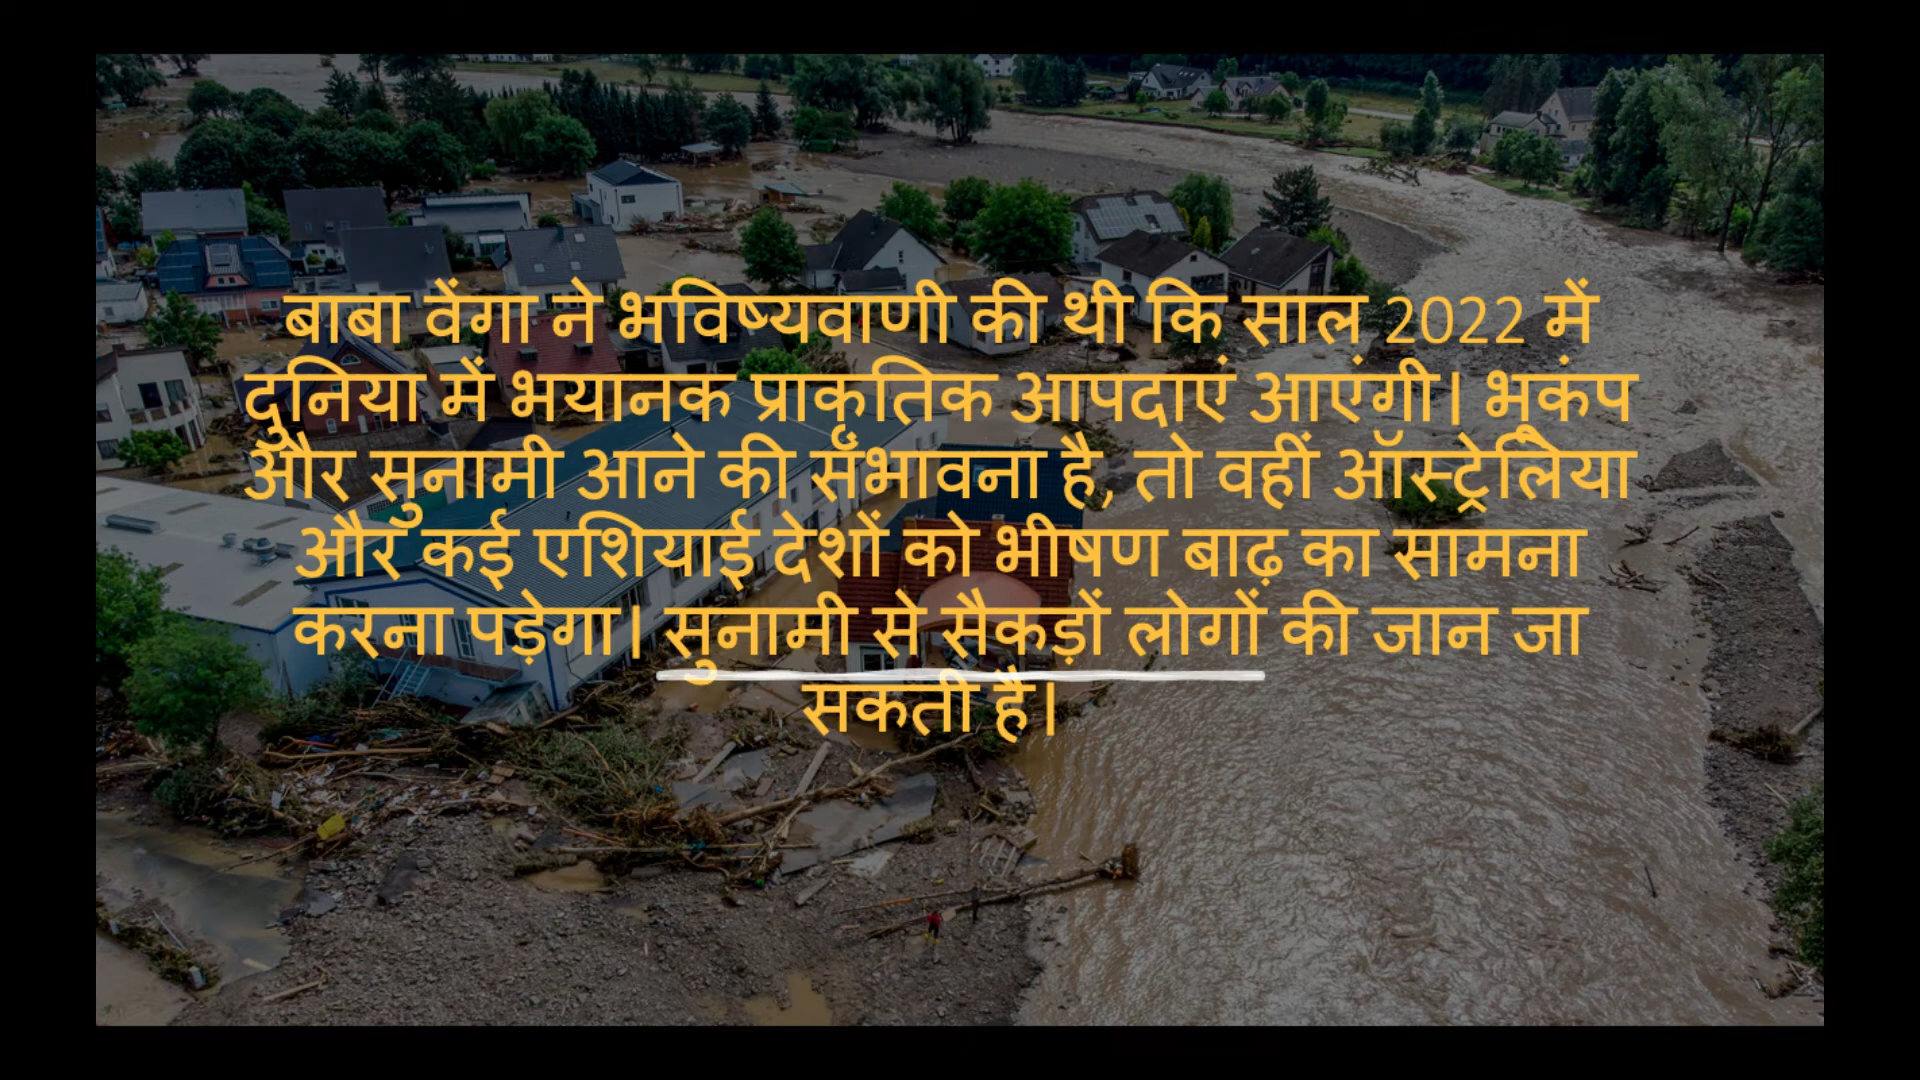 बाबा वेंगा ने भविष्यवाणी की थी कि साल 2022 में
दुनिया में भयानक प्राकृतिक आपदाएं आएंगी। भूकंप
और सुनामी आने की संभावना है, तो वहीं ऑस्ट्रेलिया
और कई एशियाई देशों को भीषण बाढ़ का सामना
करना पड़ेगा। सुनामी से सैकड़ों लोगों की जान जा
सकती है।